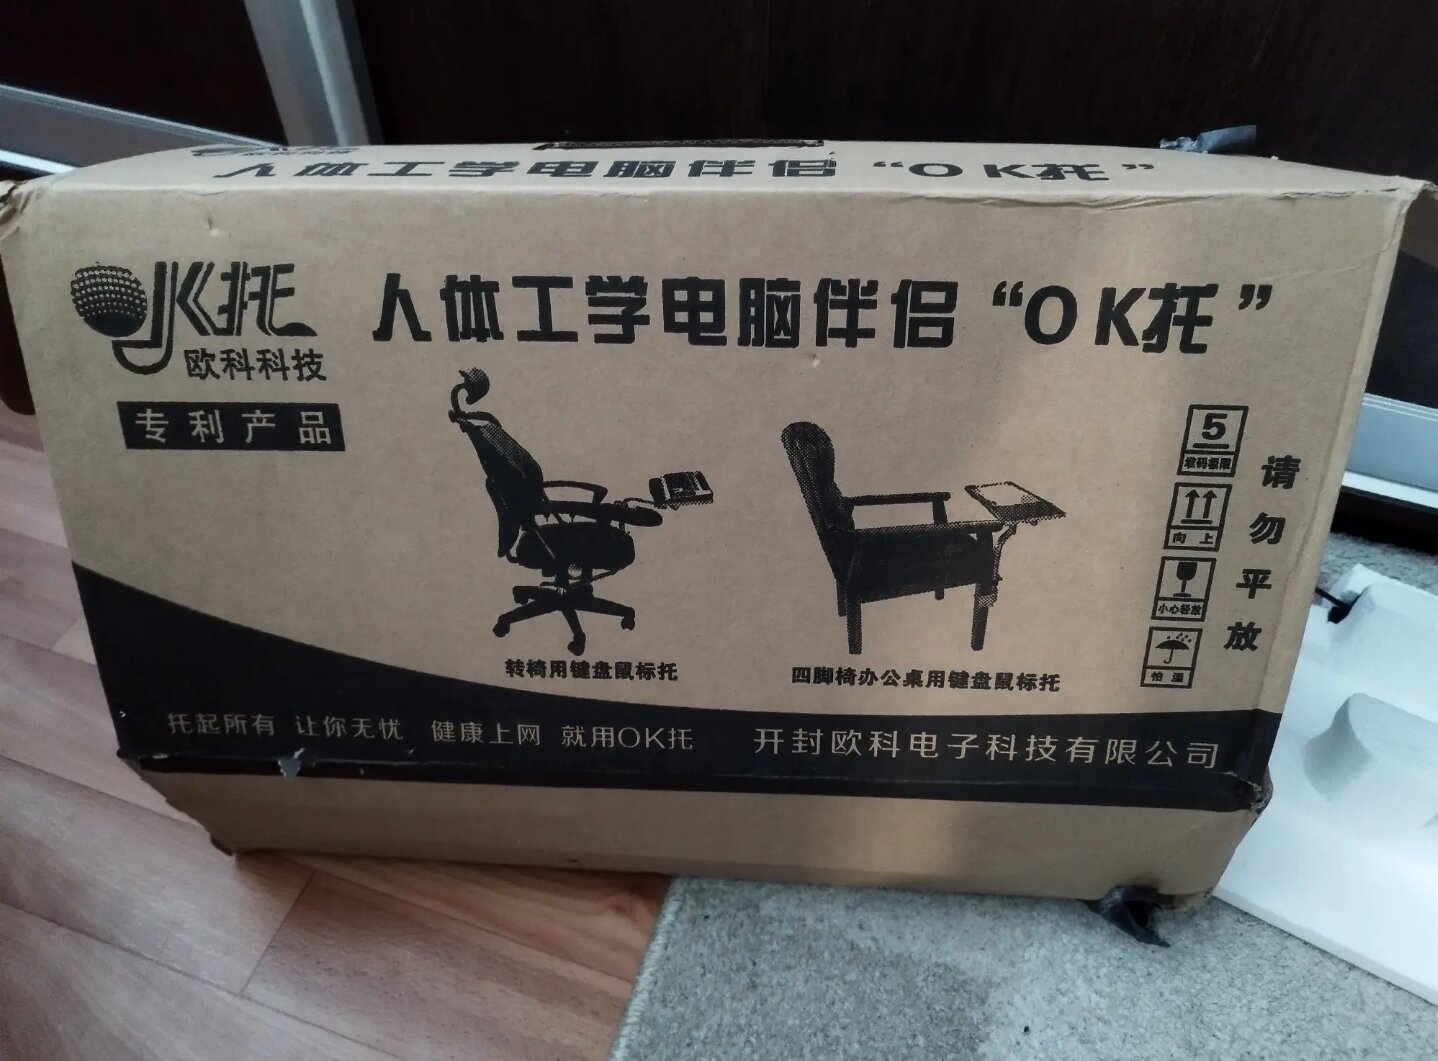 人体工学电脑伴侣“OK托”
OK托
欧科科技
人体工学电脑伴侣“OK托”
专利产品
5
堆码极限
向上
小心轻放
怕湿
请勿平放
转椅用键盘鼠标托
四脚椅办公桌用键盘鼠标托
托起所有 让你无忧 健康上网 就用OK托
开封欧科电子科技有限公司